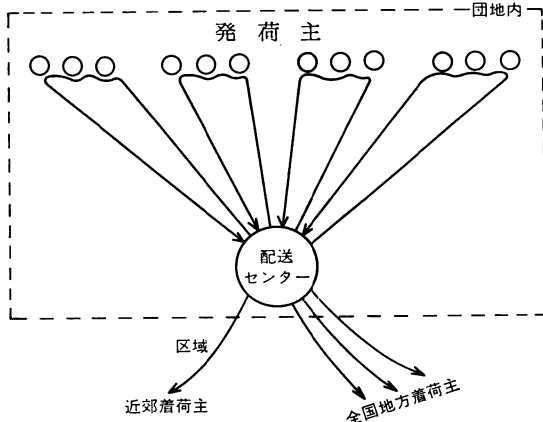 団地内
発荷主
配送
センター
区域
近郊着荷主
全国地方着荷主